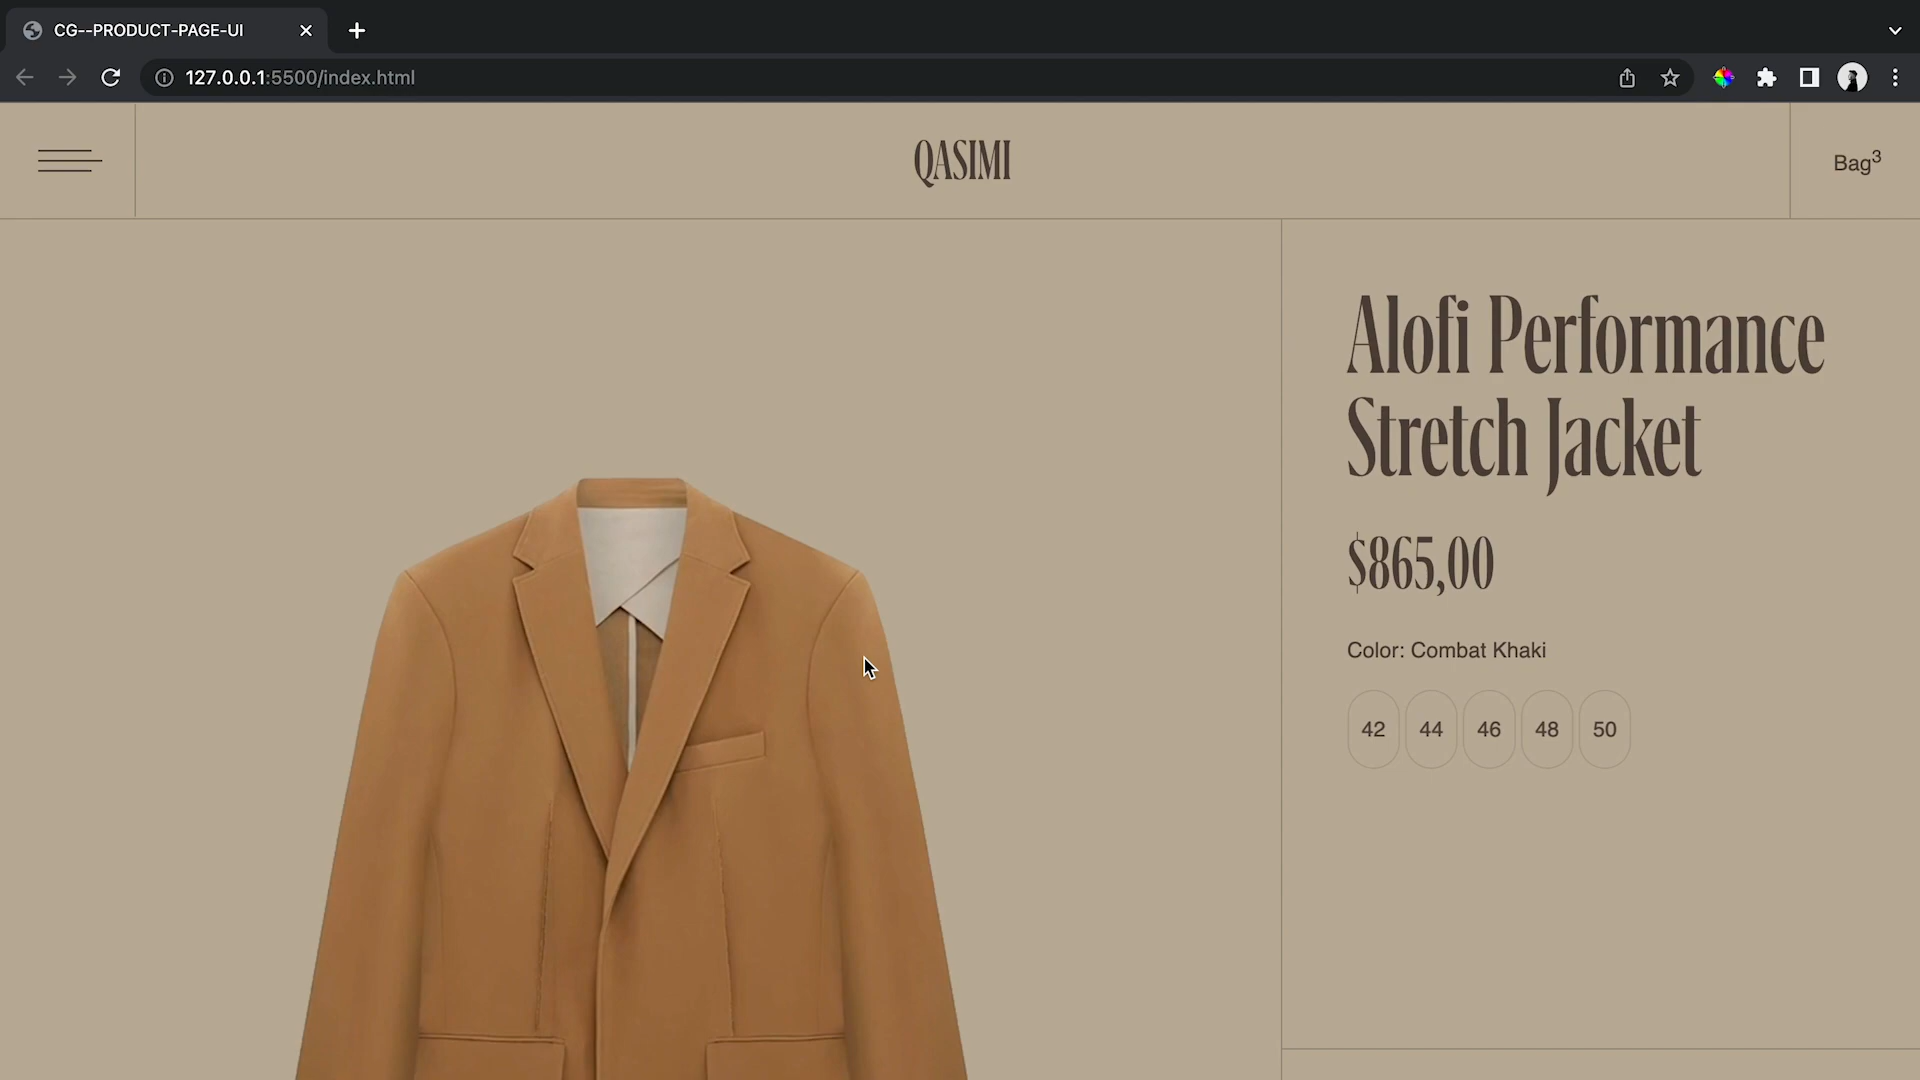 CG--PRODUCT-PAGE-UI
127.0.0.1:5500/index.html
QASIMI
Bag3
Alofi Performance
Stretch Jacket
$865,00
Color: Combat Khaki
42 44 46 48 50